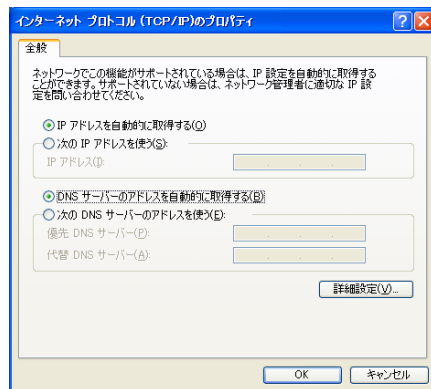 インターネット プロトコル (TCP/IP)のプロパティ
全般
ネットワークでこの機能がサポートされている場合は、IP 設定を自動的に取得する
ことができます。サポートされていない場合は、ネットワーク管理者に適切な IP 設
定を問い合わせてください。
IP アドレスを自動的に取得する(O)
次の IP アドレスを使う(S):
IP アドレス(I):
DNS サーバーのアドレスを自動的に取得する(B)
次の DNS サーバーのアドレスを使う(E):
優先 DNS サーバー(P):
代替 DNS サーバー(A):
詳細設定(V)...
OK
キャンセル